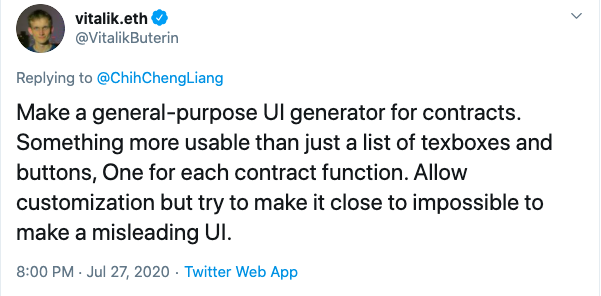 vitalik.eth
@VitalikButerin
Replying to @ChihChengLiang
Make a general-purpose UI generator for contracts.
Something more usable than just a list of texboxes and
buttons, One for each contract function. Allow
customization but try to make it close to impossible to
make a misleading UI.
8:00 PM · Jul 27, 2020 · Twitter Web App